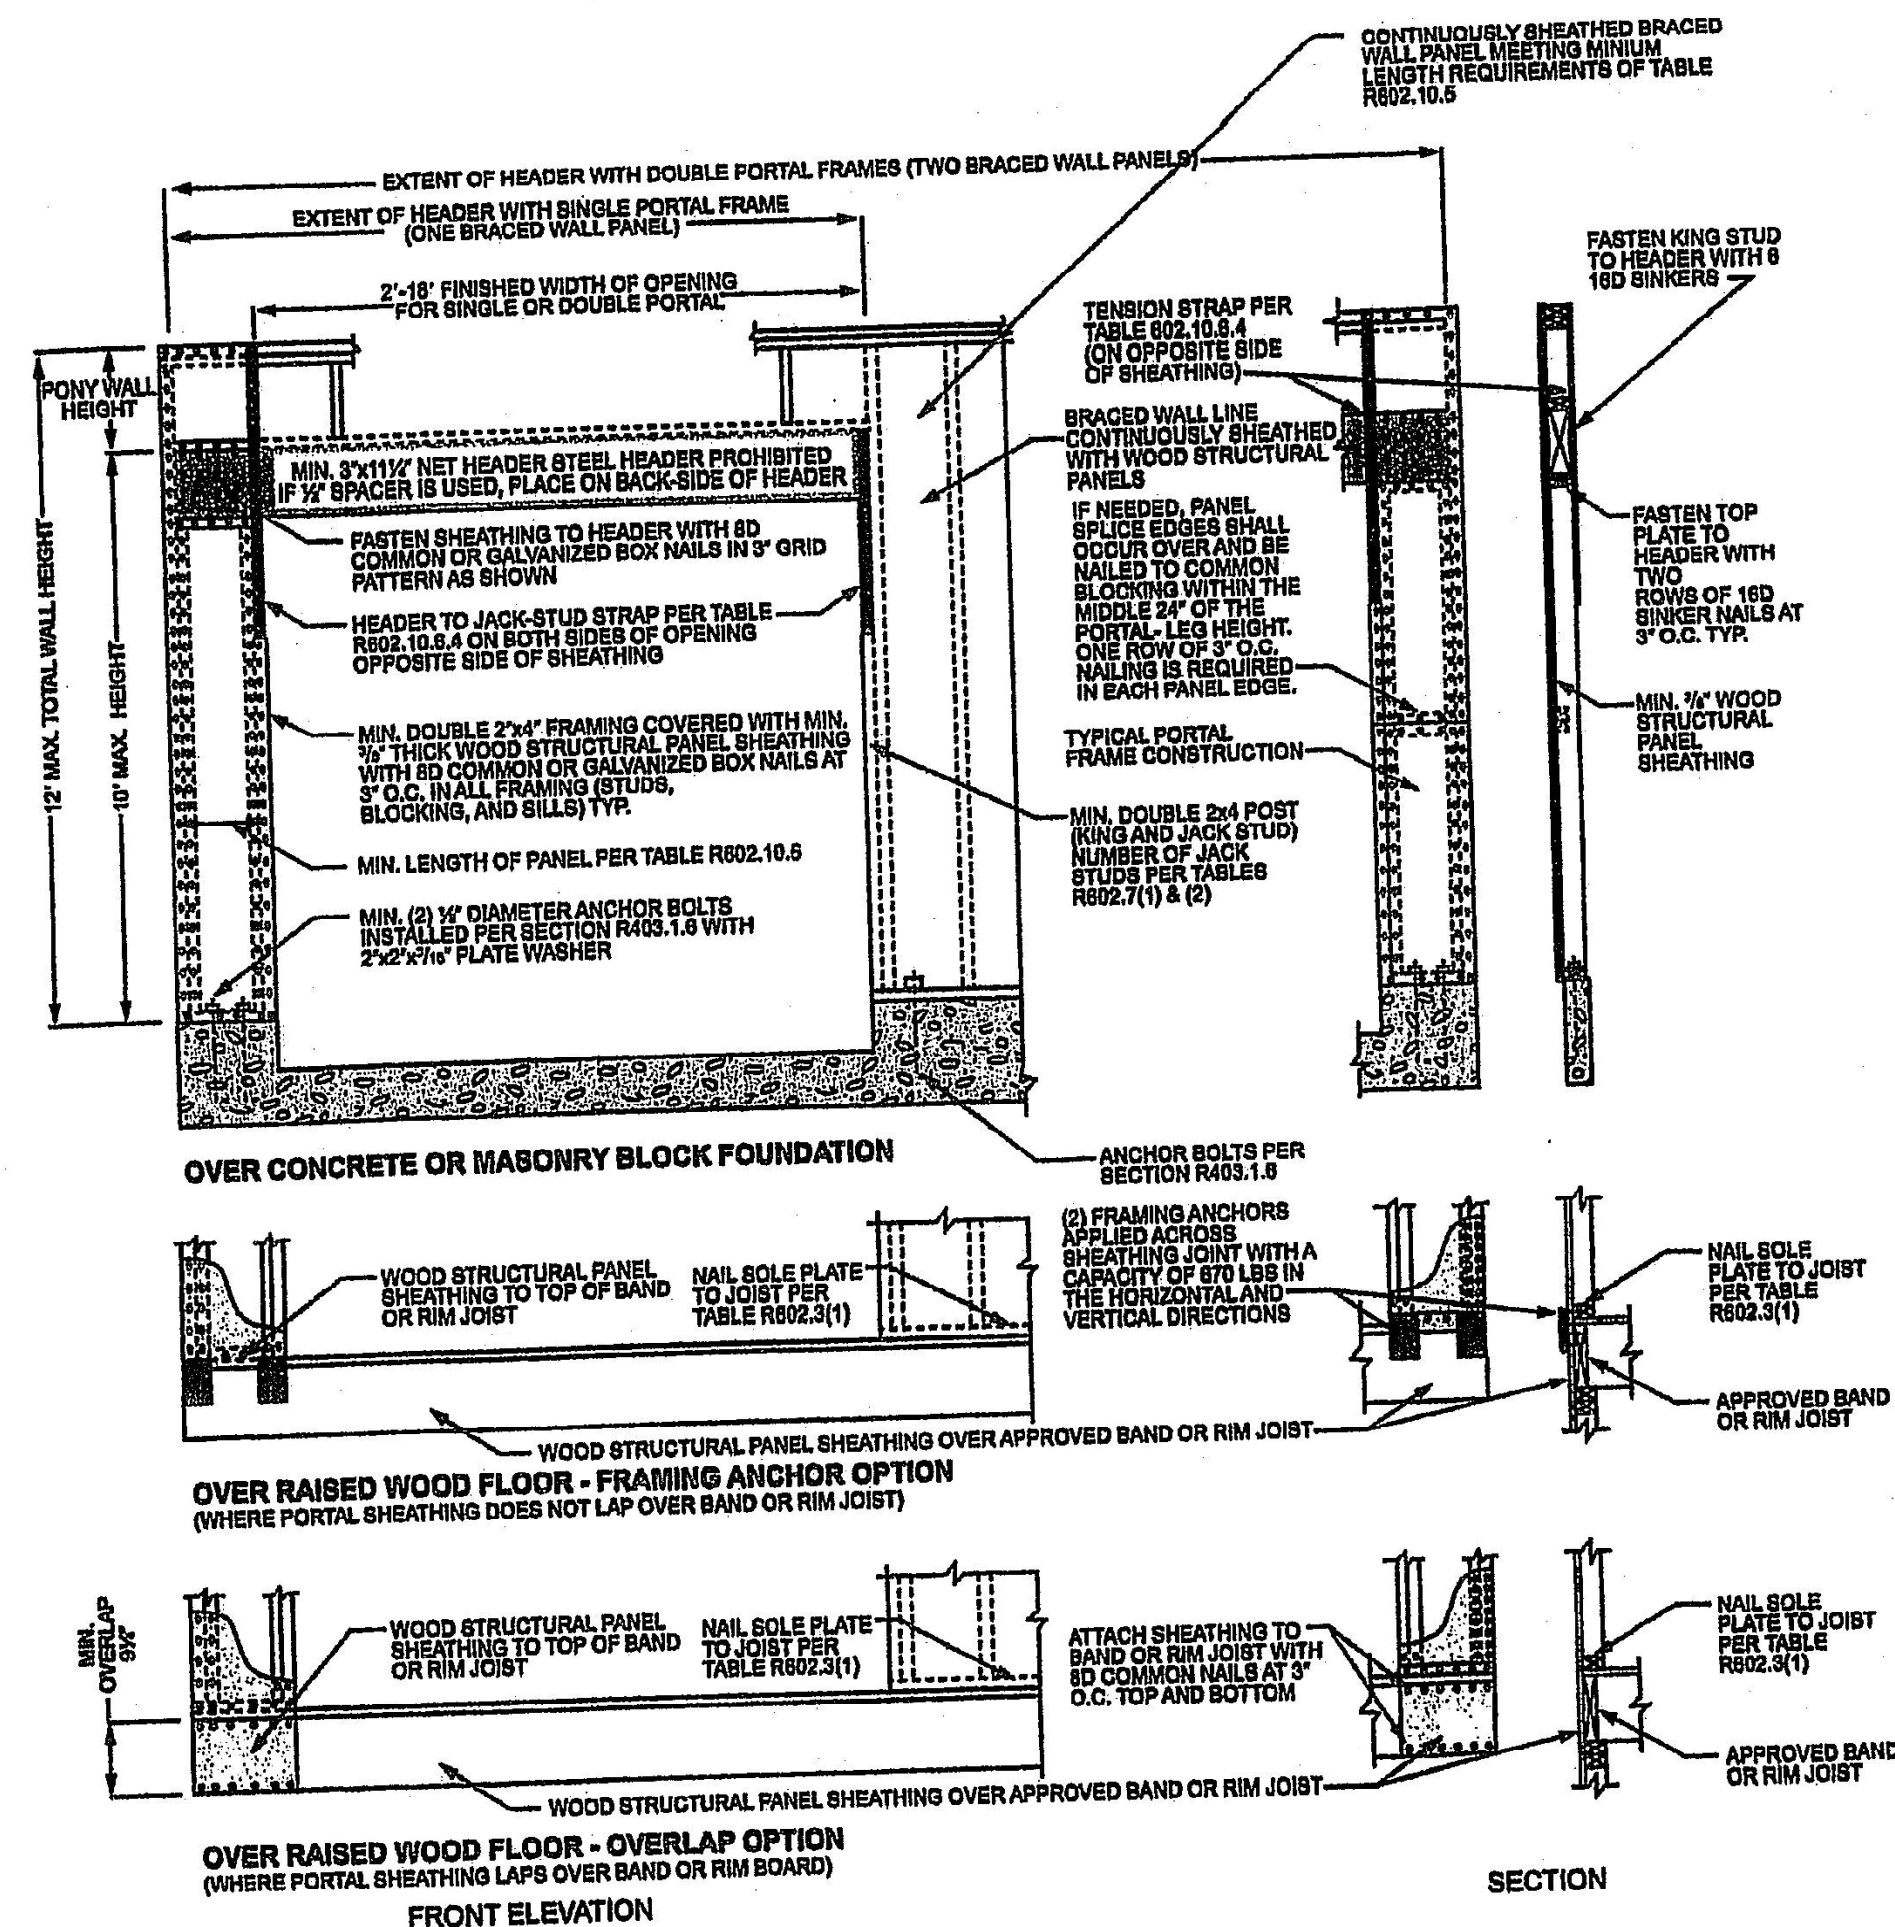 CONTINUOUSLY SHEATHED BRACED
WALL PANEL MEETING MINIUM
LENGTH REQUIREMENTS OF TABLE
R602.10.5
EXTENT OF HEADER WITH DOUBLE PORTAL FRAMES (TWO BRACED WALL PANELS)
EXTENT OF HEADER WITH SINGLE PORTAL FRAME
(ONE BRACED WALL PANEL)
2'-18' FINISHED WIDTH OF OPENING
FOR SINGLE OR DOUBLE PORTAL
FASTEN KING STUD
TO HEADER WITH 6
16D SINKERS
TENSION STRAP PER
TABLE 602.10.6.4
(ON OPPOSITE SIDE
OF SHEATHING)
PONY WALL
HEIGHT
12' MAX. TOTAL WALL HEIGHT
10' MAX. HEIGHT
MIN. 3"x11¼" NET HEADER STEEL HEADER PROHIBITED
IF ½" SPACER IS USED, PLACE ON BACK-SIDE OF HEADER
BRACED WALL LINE
CONTINUOUSLY SHEATHED
WITH WOOD STRUCTURAL
PANELS
FASTEN SHEATHING TO HEADER WITH 8D
COMMON OR GALVANIZED BOX NAILS IN 3" GRID
PATTERN AS SHOWN
IF NEEDED, PANEL
SPLICE EDGES SHALL
OCCUR OVER AND BE
NAILED TO COMMON
BLOCKING WITHIN THE
MIDDLE 24" OF THE
PORTAL- LEG HEIGHT.
ONE ROW OF 3" O.C.
NAILING IS REQUIRED
IN EACH PANEL EDGE.
FASTEN TOP
PLATE TO
HEADER WITH
TWO
ROWS OF 16D
SINKER NAILS AT
3" O.C. TYP.
HEADER TO JACK-STUD STRAP PER TABLE
R602.10.6.4 ON BOTH SIDES OF OPENING
OPPOSITE SIDE OF SHEATHING
MIN. DOUBLE 2"x4" FRAMING COVERED WITH MIN.
⅜" THICK WOOD STRUCTURAL PANEL SHEATHING
WITH 8D COMMON OR GALVANIZED BOX NAILS AT
3" O.C. IN ALL FRAMING (STUDS,
BLOCKING, AND SILLS) TYP.
TYPICAL PORTAL
FRAME CONSTRUCTION
MIN. ⅜" WOOD
STRUCTURAL
PANEL
SHEATHING
MIN. LENGTH OF PANEL PER TABLE R602.10.5
MIN. DOUBLE 2x4 POST
(KING AND JACK STUD)
NUMBER OF JACK
STUDS PER TABLES
R602.7(1) & (2)
MIN. (2) ½" DIAMETER ANCHOR BOLTS
INSTALLED PER SECTION R403.1.6 WITH
2"x2"x³/₁₆" PLATE WASHER
OVER CONCRETE OR MASONRY BLOCK FOUNDATION
ANCHOR BOLTS PER
SECTION R403.1.6
WOOD STRUCTURAL PANEL
SHEATHING TO TOP OF BAND
OR RIM JOIST
NAIL SOLE PLATE
TO JOIST PER
TABLE R602.3(1)
(2) FRAMING ANCHORS
APPLIED ACROSS
SHEATHING JOINT WITH A
CAPACITY OF 670 LBS IN
THE HORIZONTAL AND
VERTICAL DIRECTIONS
NAIL SOLE
PLATE TO JOIST
PER TABLE
R602.3(1)
APPROVED BAND
OR RIM JOIST
WOOD STRUCTURAL PANEL SHEATHING OVER APPROVED BAND OR RIM JOIST
OVER RAISED WOOD FLOOR - FRAMING ANCHOR OPTION
(WHERE PORTAL SHEATHING DOES NOT LAP OVER BAND OR RIM JOIST)
MIN.
OVERLAP
9¼"
WOOD STRUCTURAL PANEL
SHEATHING TO TOP OF BAND
OR RIM JOIST
NAIL SOLE PLATE
TO JOIST PER
TABLE R602.3(1)
ATTACH SHEATHING TO
BAND OR RIM JOIST WITH
8D COMMON NAILS AT 3"
O.C. TOP AND BOTTOM
NAIL SOLE
PLATE TO JOIST
PER TABLE
R602.3(1)
APPROVED BAND
OR RIM JOIST
WOOD STRUCTURAL PANEL SHEATHING OVER APPROVED BAND OR RIM JOIST
OVER RAISED WOOD FLOOR - OVERLAP OPTION
(WHERE PORTAL SHEATHING LAPS OVER BAND OR RIM BOARD)
FRONT ELEVATION
SECTION